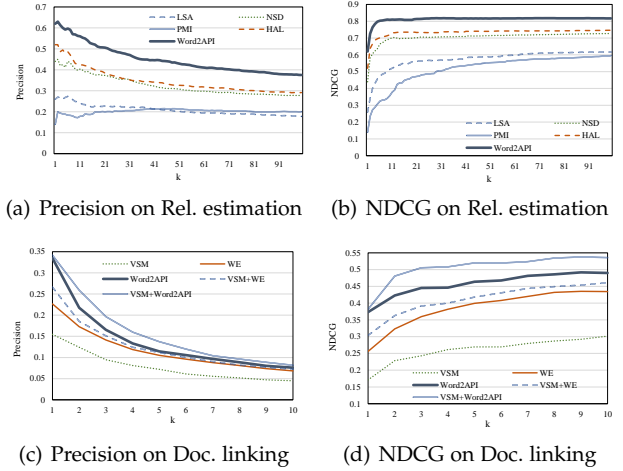 0.8
0.7
0.6
0.5
0.4
0.3
0.2
0.1
0
Precision
LSA
NSD
PMI
HAL
Word2API
1 11 21 31 41 51 61 71 81 91
k
(a) Precision on Rel. estimation
0.9
0.8
0.7
0.6
0.5
0.4
0.3
0.2
0.1
0
NDCG
LSA
NSD
PMI
HAL
Word2API
1 11 21 31 41 51 61 71 81 91
k
(b) NDCG on Rel. estimation
0.35
0.3
0.25
0.2
0.15
0.1
0.05
0
Precision
VSM
WE
Word2API
VSM+WE
VSM+Word2API
1 2 3 4 5 6 7 8 9 10
k
(c) Precision on Doc. linking
0.55
0.5
0.45
0.4
0.35
0.3
0.25
0.2
0.15
0.1
NDCG
VSM
WE
Word2API
VSM+WE
VSM+Word2API
1 2 3 4 5 6 7 8 9 10
k
(d) NDCG on Doc. linking